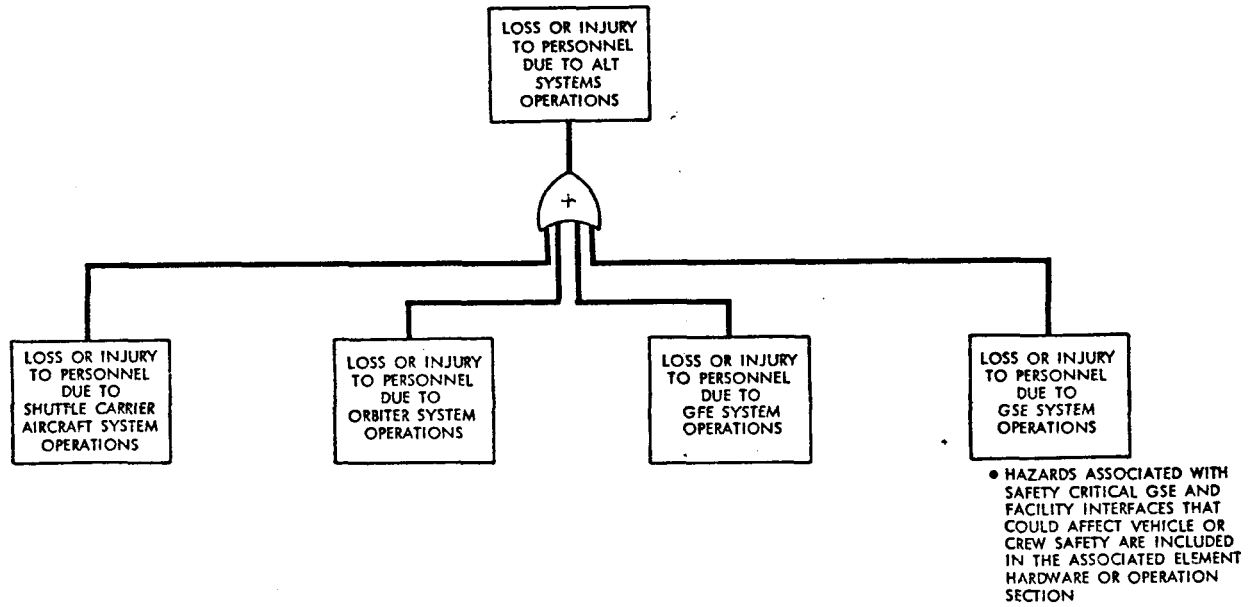 LOSS OR INJURY
TO PERSONNEL
DUE TO ALT
SYSTEMS
OPERATIONS
+
LOSS OR INJURY
TO PERSONNEL
DUE TO
SHUTTLE CARRIER
AIRCRAFT SYSTEM
OPERATIONS
LOSS OR INJURY
TO PERSONNEL
DUE TO
ORBITER SYSTEM
OPERATIONS
LOSS OR INJURY
TO PERSONNEL
DUE TO
GFE SYSTEM
OPERATIONS
LOSS OR INJURY
TO PERSONNEL
DUE TO
GSE SYSTEM
OPERATIONS
• HAZARDS ASSOCIATED WITH
SAFETY CRITICAL GSE AND
FACILITY INTERFACES THAT
COULD AFFECT VEHICLE OR
CREW SAFETY ARE INCLUDED
IN THE ASSOCIATED ELEMENT
HARDWARE OR OPERATION
SECTION